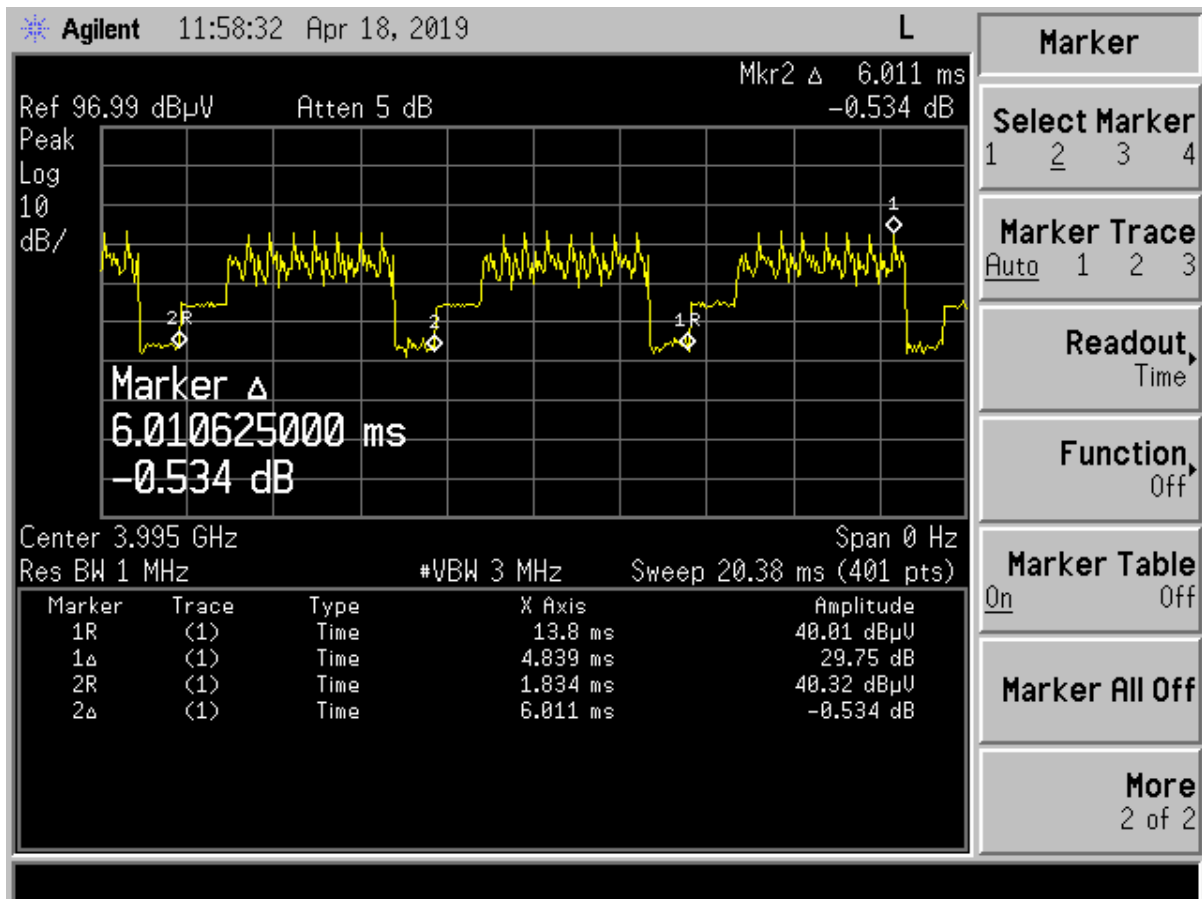 Agilent 11:58:32 Apr 18, 2019 L
Mkr2 Δ 6.011 ms
Ref 96.99 dBµV Atten 5 dB -0.534 dB
Peak
Log
10
dB/
1
2R
2
1R
Marker Δ
6.010625000 ms
-0.534 dB
Center 3.995 GHz Span 0 Hz
Res BW 1 MHz #VBW 3 MHz Sweep 20.38 ms (401 pts)
Marker Trace Type X Axis Amplitude
1R (1) Time 13.8 ms 40.01 dBµV
1Δ (1) Time 4.839 ms 29.75 dB
2R (1) Time 1.834 ms 40.32 dBµV
2Δ (1) Time 6.011 ms -0.534 dB
Marker
Select Marker
1 2 3 4
Marker Trace
Auto 1 2 3
Readout
Time
Function
Off
Marker Table
On Off
Marker All Off
More
2 of 2